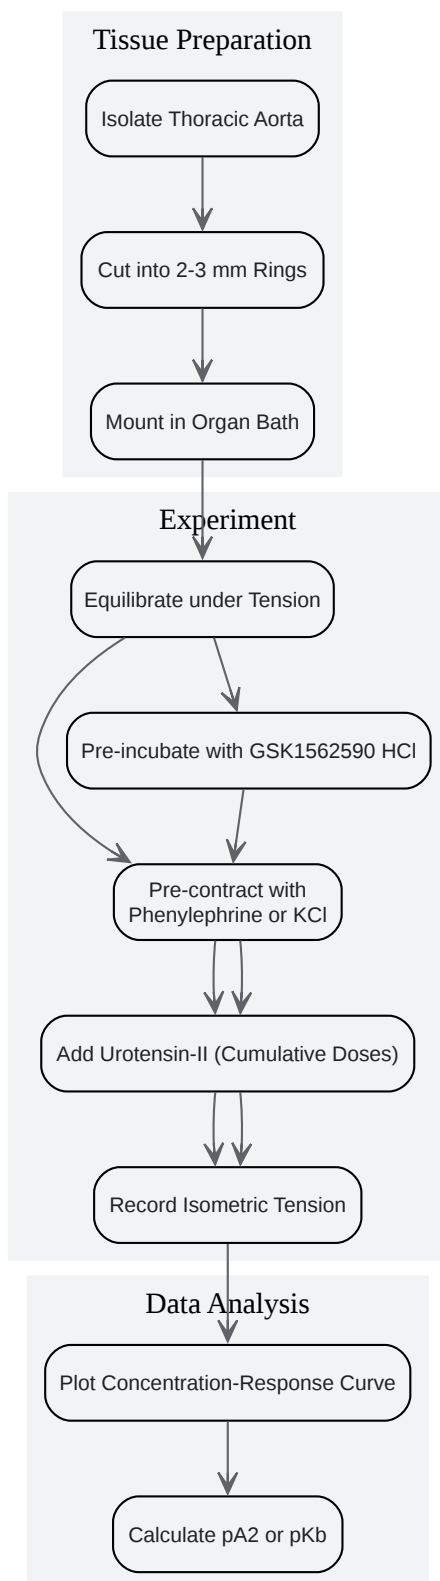 Tissue Preparation
Isolate Thoracic Aorta
Cut into 2-3 mm Rings
Mount in Organ Bath
Experiment
Equilibrate under Tension
Pre-incubate with GSK1562590 HCl
Pre-contract with
Phenylephrine or KCl
Add Urotensin-II (Cumulative Doses)
Record Isometric Tension
Data Analysis
Plot Concentration-Response Curve
Calculate pA2 or pKb